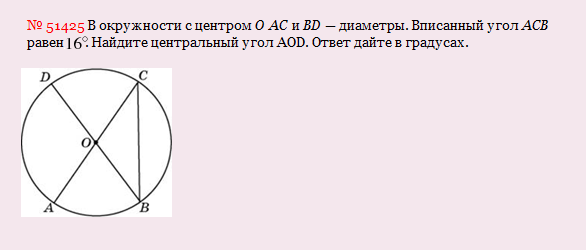 № 51425 В окружности с центром O AC и BD — диаметры. Вписанный угол ACB
равен 16°. Найдите центральный угол AOD. Ответ дайте в градусах.
D C
O
A B